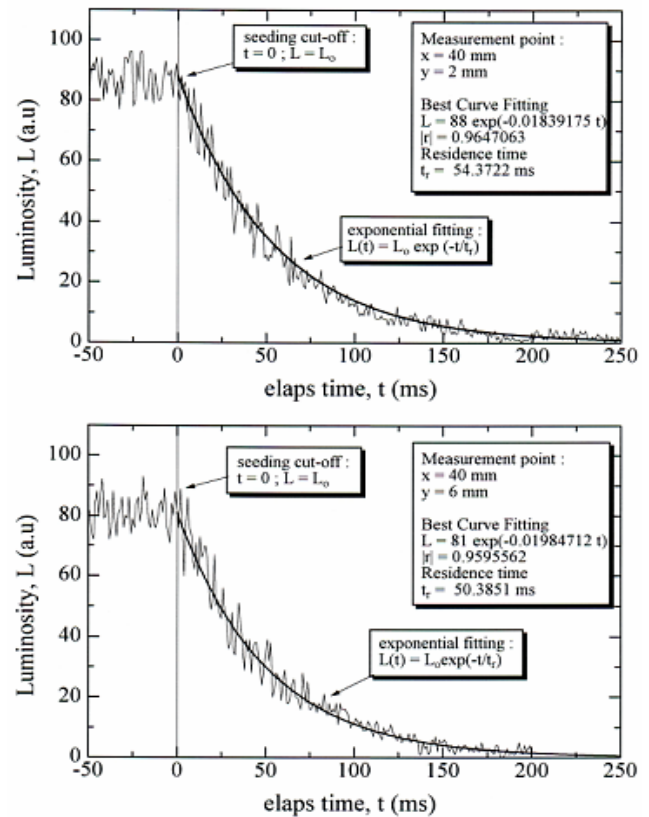 100
80
60
40
20
0
Luminosity, L (a.u)
seeding cut-off :
t = 0 ; L = Lₒ
Measurement point :
x = 40 mm
y = 2 mm
Best Curve Fitting
L = 88 exp(-0.01839175 t)
|r| = 0.9647063
Residence time
tᵣ = 54.3722 ms
exponential fitting :
L(t) = Lₒ exp (-t/tᵣ)
-50 0 50 100 150 200 250
elaps time, t (ms)
100
80
60
40
20
0
Luminosity, L (a.u)
seeding cut-off :
t = 0 ; L = Lₒ
Measurement point :
x = 40 mm
y = 6 mm
Best Curve Fitting
L = 81 exp(-0.01984712 t)
|r| = 0.9595562
Residence time
tᵣ = 50.3851 ms
exponential fitting :
L(t) = Lₒexp(-t/tᵣ)
-50 0 50 100 150 200 250
elaps time, t (ms)